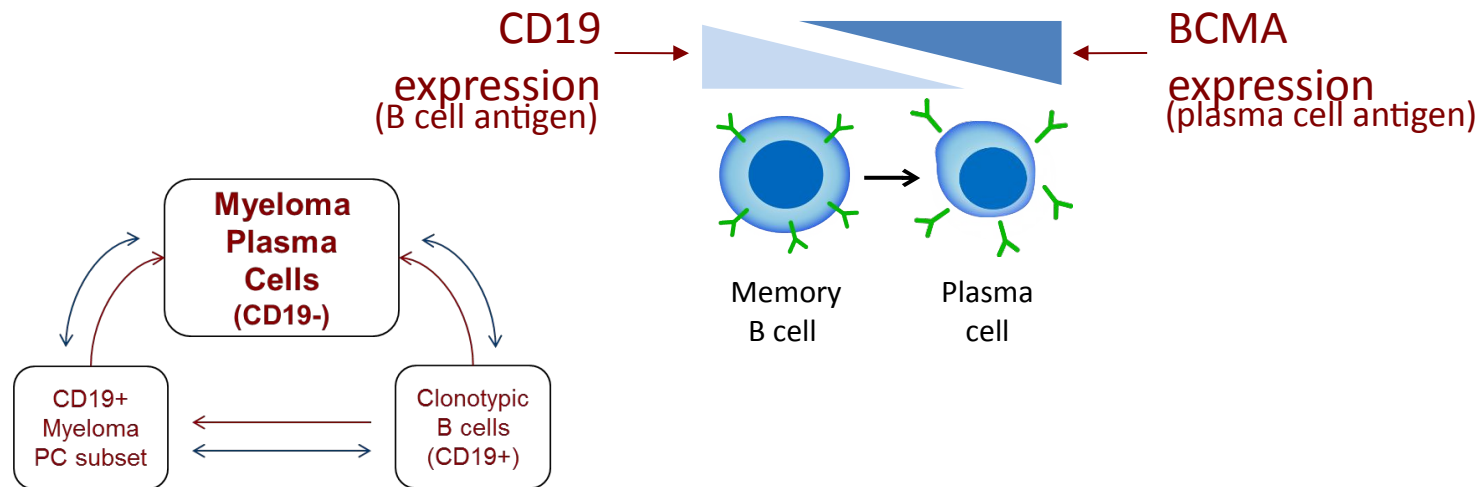 CD19
expression
(B cell antigen)
BCMA
expression
(plasma cell antigen)
Memory
B cell
Plasma
cell
Myeloma
Plasma
Cells
(CD19-)
CD19+
Myeloma
PC subset
Clonotypic
B cells
(CD19+)